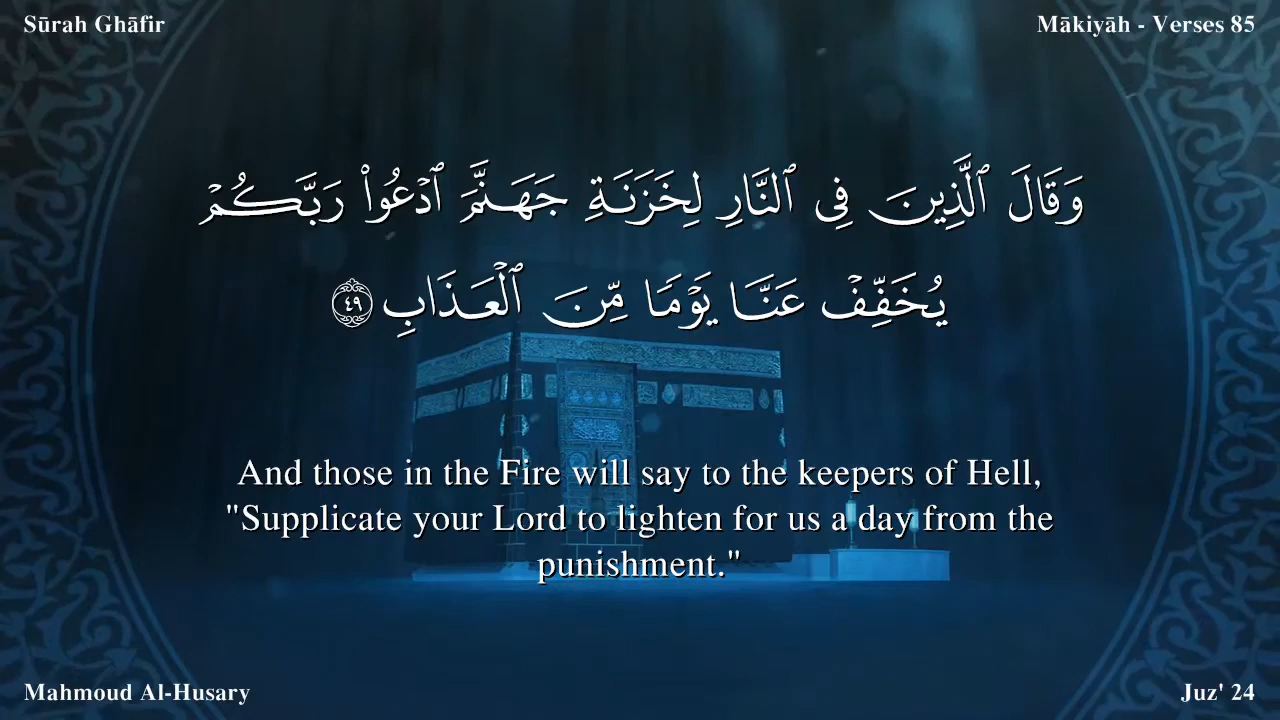 Sūrah Ghāfir
Mākiyāh - Verses 85
وَقَالَ ٱلَّذِينَ فِى ٱلنَّارِ لِخَزَنَةِ جَهَنَّمَ ٱدْعُوا۟ رَبَّكُمْ
يُخَفِّفْ عَنَّا يَوْمًا مِّنَ ٱلْعَذَابِ ٤٩
And those in the Fire will say to the keepers of Hell,
"Supplicate your Lord to lighten for us a day from the
punishment."
Mahmoud Al-Husary
Juz' 24